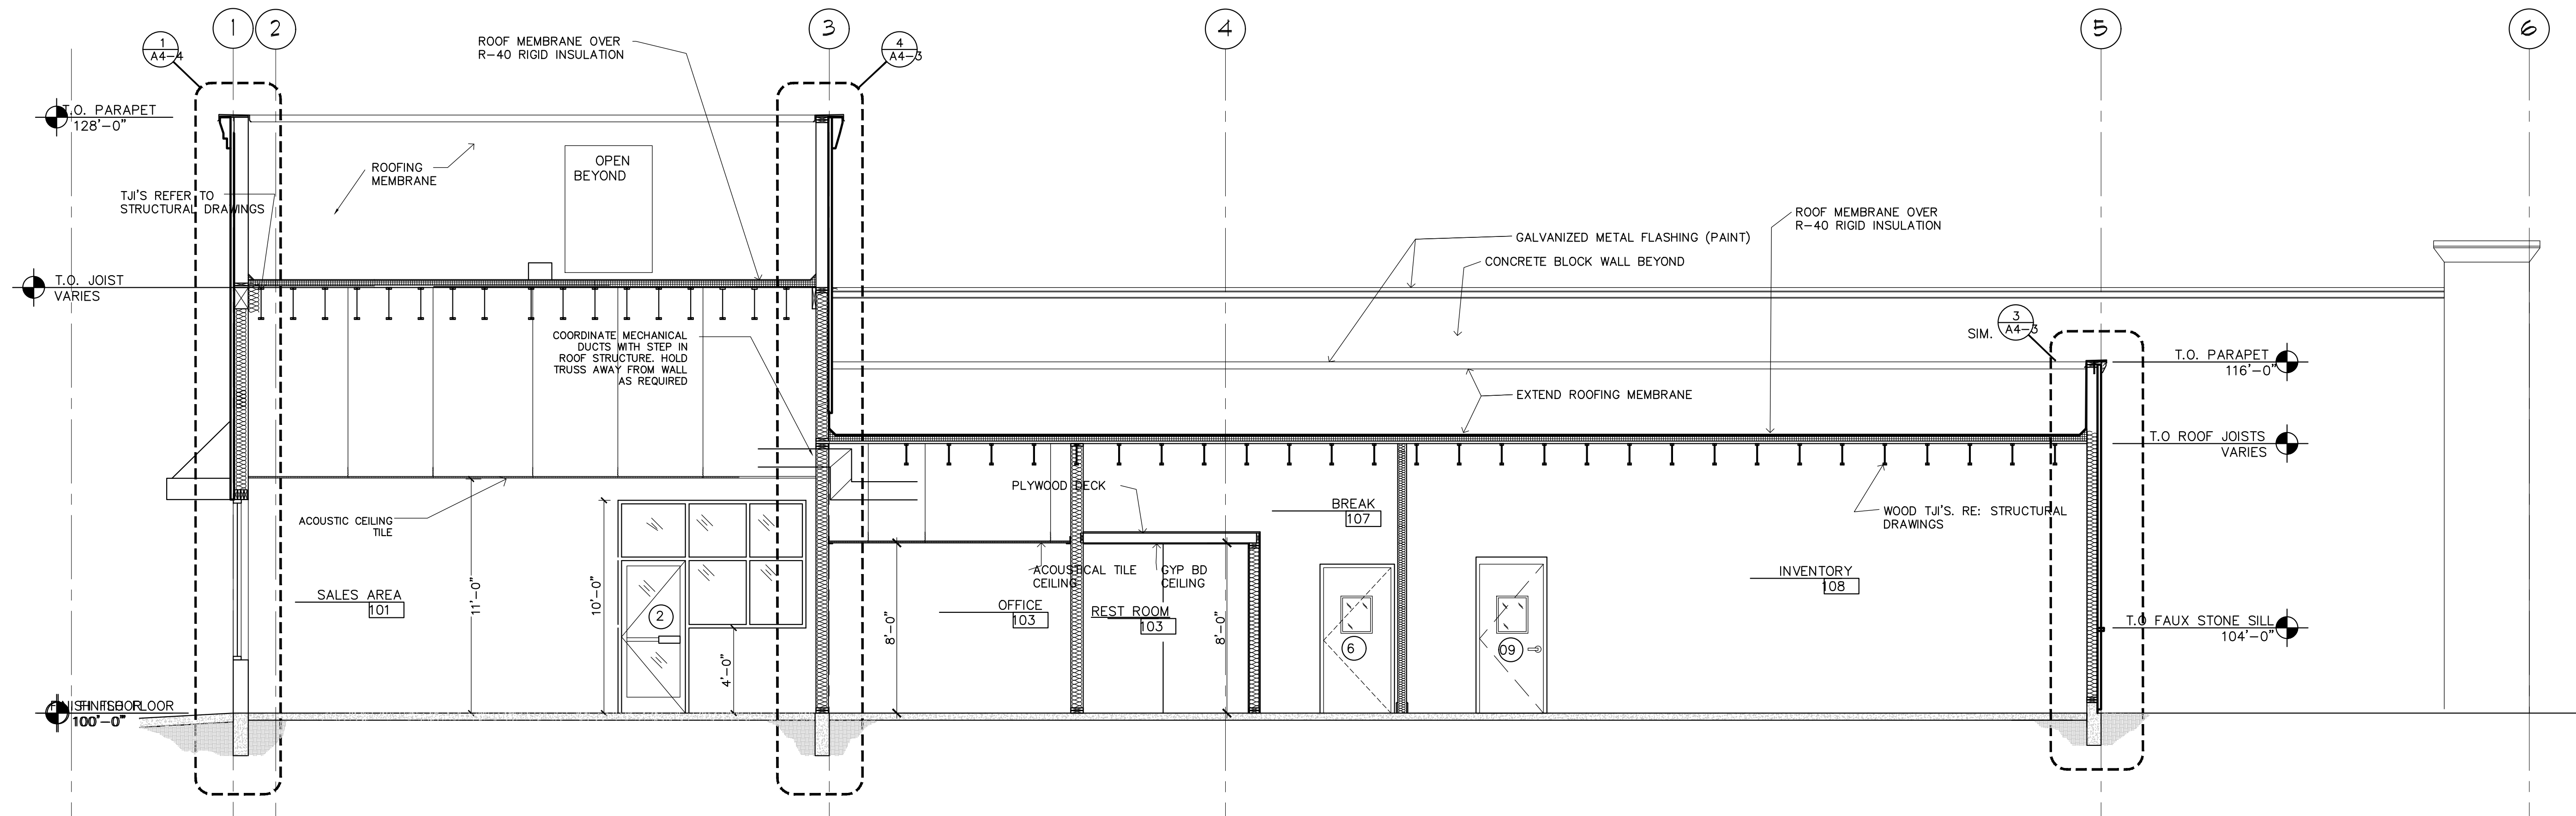 1
2
3
4
5
6
1
A4-4
4
A4-3
ROOF MEMBRANE OVER
R-40 RIGID INSULATION
T.O. PARAPET
128'-0"
ROOFING
MEMBRANE
OPEN
BEYOND
TJI'S REFER TO
STRUCTURAL DRAWINGS
ROOF MEMBRANE OVER
R-40 RIGID INSULATION
GALVANIZED METAL FLASHING (PAINT)
CONCRETE BLOCK WALL BEYOND
T.O. JOIST
VARIES
3
A4-3
SIM.
COORDINATE MECHANICAL
DUCTS WITH STEP IN
ROOF STRUCTURE. HOLD
TRUSS AWAY FROM WALL
AS REQUIRED
T.O. PARAPET
116'-0"
EXTEND ROOFING MEMBRANE
T.O ROOF JOISTS
VARIES
PLYWOOD DECK
BREAK
107
WOOD TJI'S. RE: STRUCTURAL
DRAWINGS
ACOUSTIC CEILING
TILE
ACOUSTICAL TILE
CEILING
GYP BD
CEILING
INVENTORY
108
SALES AREA
101
11'-0"
10'-0"
2
4'-0"
8'-0"
OFFICE
103
REST ROOM
103
8'-0"
6
09
T.O FAUX STONE SILL
104'-0"
FINISH FLOOR
FINISH FLOOR
100'-0"
100'-0"